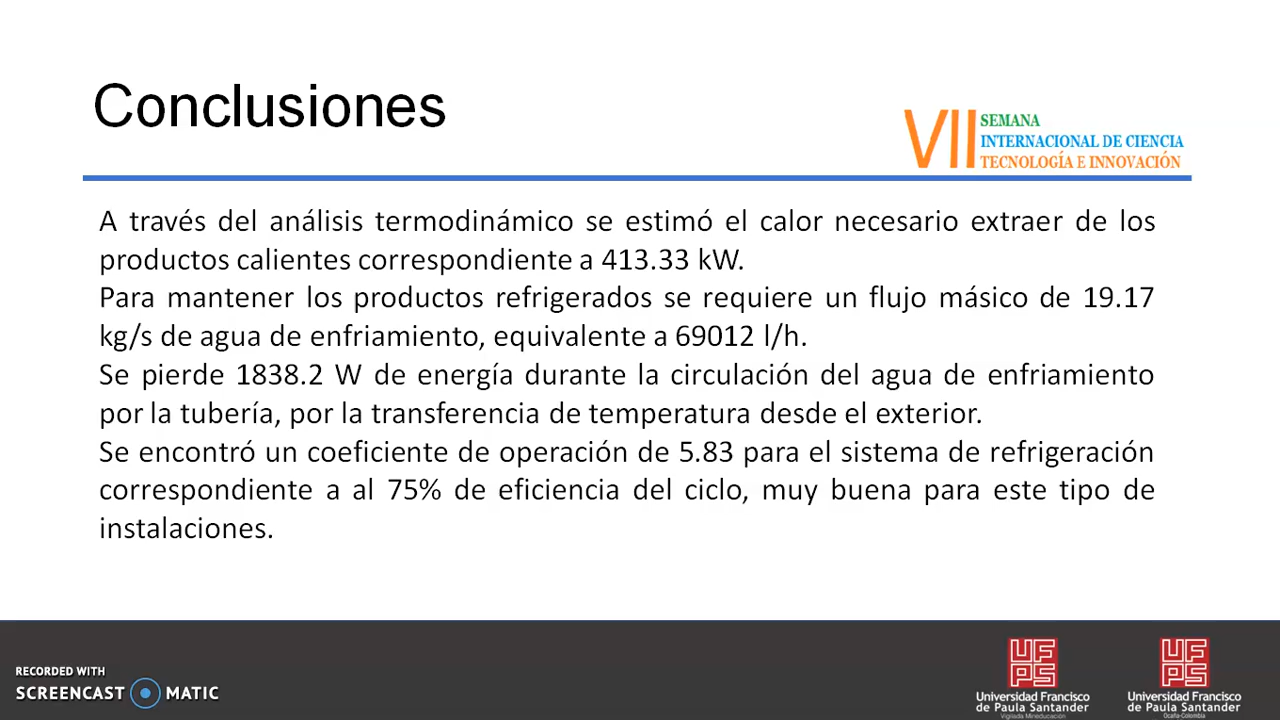 Conclusiones
VII SEMANA
INTERNACIONAL DE CIENCIA
TECNOLOGÍA E INNOVACIÓN
A través del análisis termodinámico se estimó el calor necesario extraer de los
productos calientes correspondiente a 413.33 kW.
Para mantener los productos refrigerados se requiere un flujo másico de 19.17
kg/s de agua de enfriamiento, equivalente a 69012 l/h.
Se pierde 1838.2 W de energía durante la circulación del agua de enfriamiento
por la tubería, por la transferencia de temperatura desde el exterior.
Se encontró un coeficiente de operación de 5.83 para el sistema de refrigeración
correspondiente a al 75% de eficiencia del ciclo, muy buena para este tipo de
instalaciones.
RECORDED WITH
SCREENCAST MATIC
UFPS
Universidad Francisco
de Paula Santander
Vigilada Mineducación
UFPS
Universidad Francisco
de Paula Santander
Ocaña-Colombia